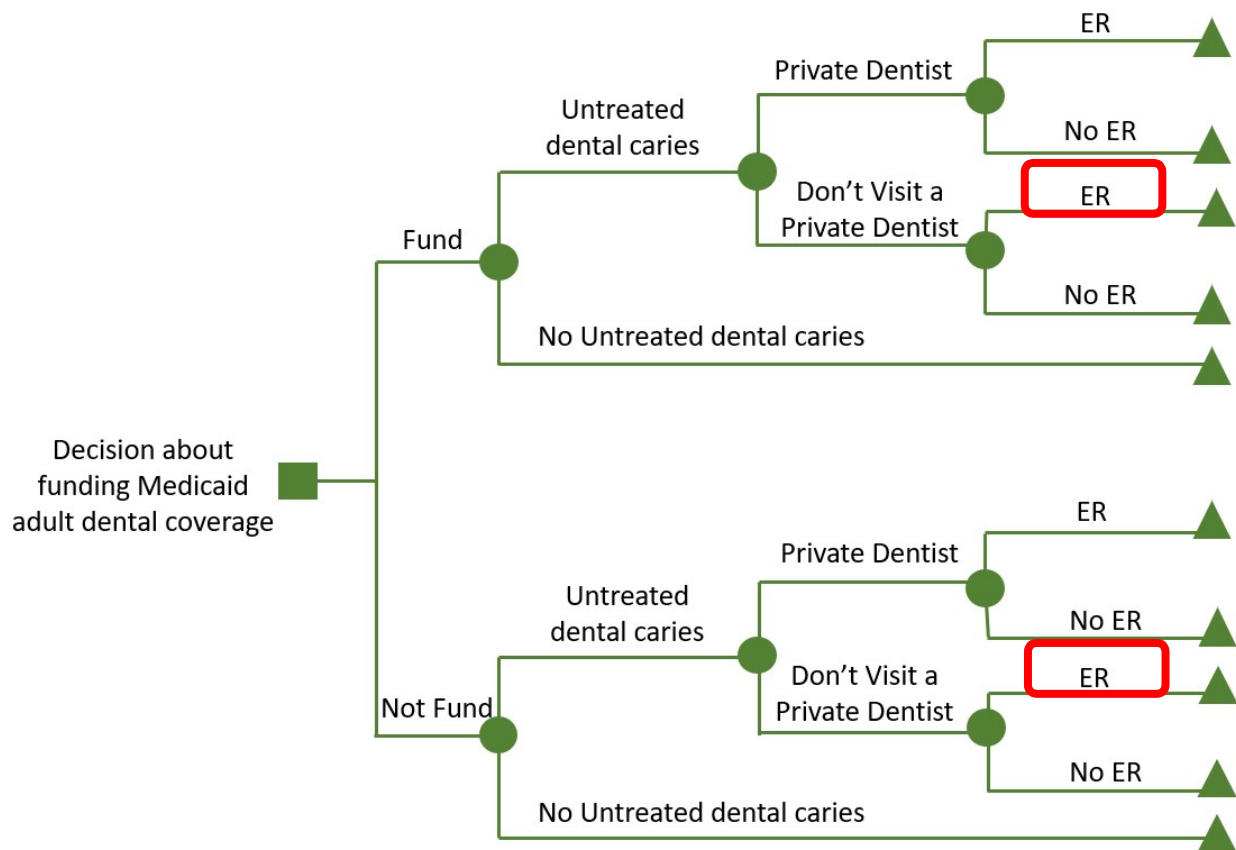 ER
Private Dentist
Untreated
dental caries
No ER
Don’t Visit a
Private Dentist
ER
Fund
No ER
No Untreated dental caries
Decision about
funding Medicaid
adult dental coverage
ER
Private Dentist
Untreated
dental caries
No ER
Don’t Visit a
Private Dentist
ER
Not Fund
No ER
No Untreated dental caries